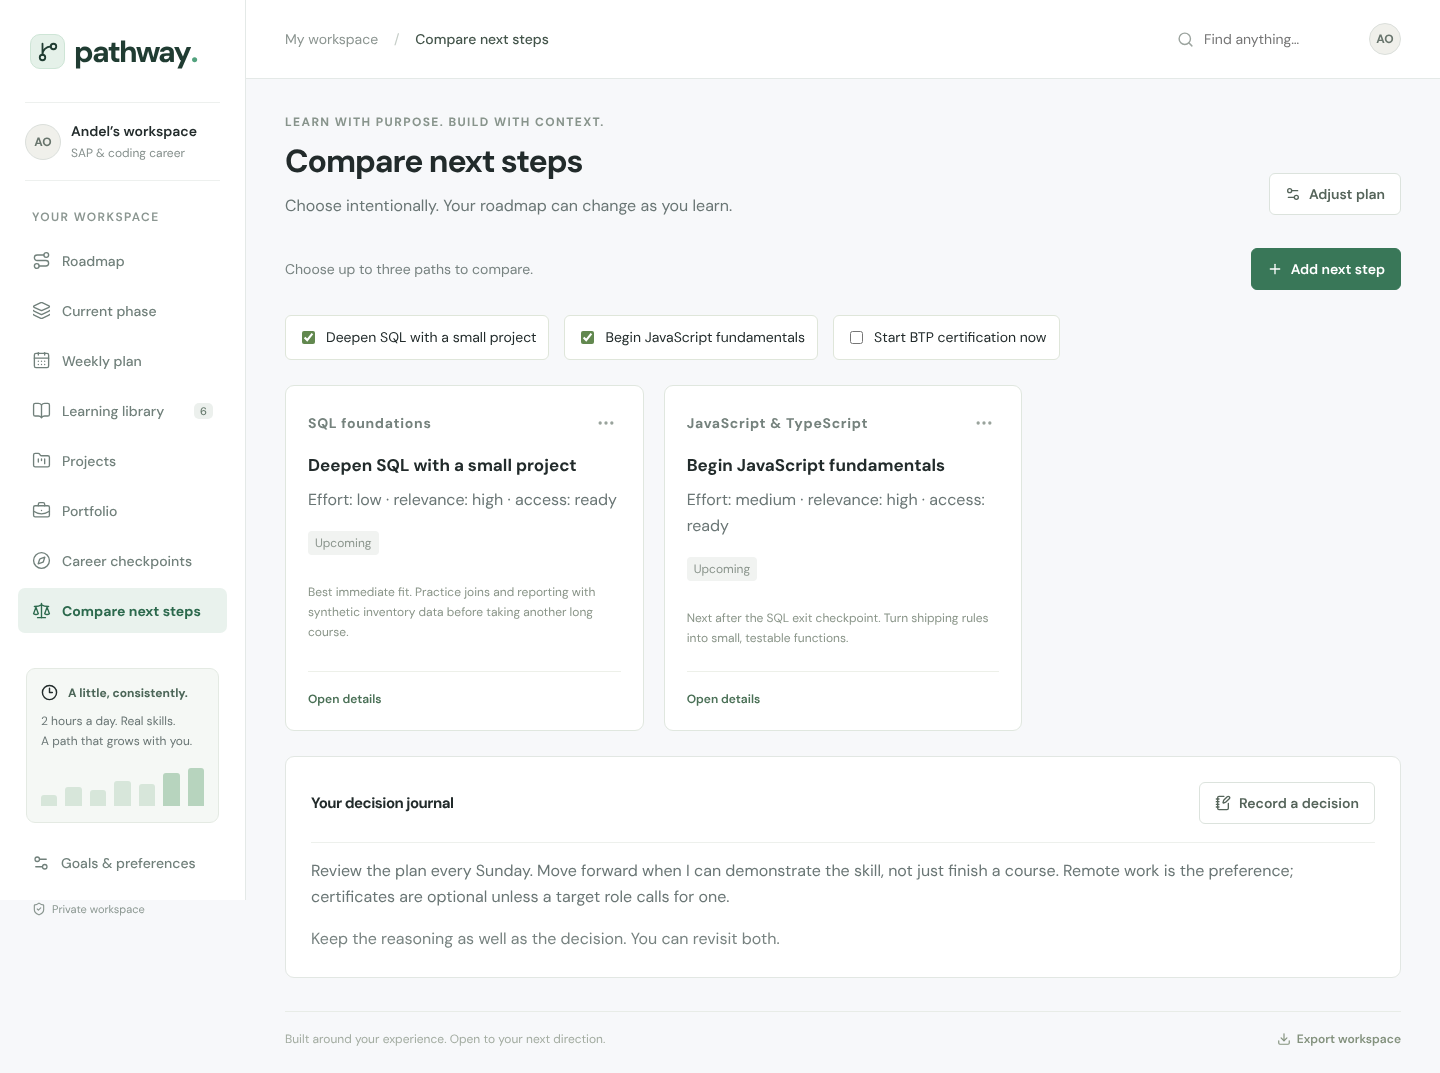 pathway.
AO
Andel's workspace
SAP & coding career
YOUR WORKSPACE
Roadmap
Current phase
Weekly plan
Learning library 6
Projects
Portfolio
Career checkpoints
Compare next steps
A little, consistently.
2 hours a day. Real skills.
A path that grows with you.
Goals & preferences
Private workspace
My workspace / Compare next steps
Find anything...
AO
LEARN WITH PURPOSE. BUILD WITH CONTEXT.
Compare next steps
Choose intentionally. Your roadmap can change as you learn.
Adjust plan
Choose up to three paths to compare.
Add next step
Deepen SQL with a small project
Begin JavaScript fundamentals
Start BTP certification now
SQL foundations
Deepen SQL with a small project
Effort: low · relevance: high · access: ready
Upcoming
Best immediate fit. Practice joins and reporting with
synthetic inventory data before taking another long
course.
Open details
JavaScript & TypeScript
Begin JavaScript fundamentals
Effort: medium · relevance: high · access:
ready
Upcoming
Next after the SQL exit checkpoint. Turn shipping rules
into small, testable functions.
Open details
Your decision journal
Record a decision
Review the plan every Sunday. Move forward when I can demonstrate the skill, not just finish a course. Remote work is the preference;
certificates are optional unless a target role calls for one.
Keep the reasoning as well as the decision. You can revisit both.
Built around your experience. Open to your next direction.
Export workspace